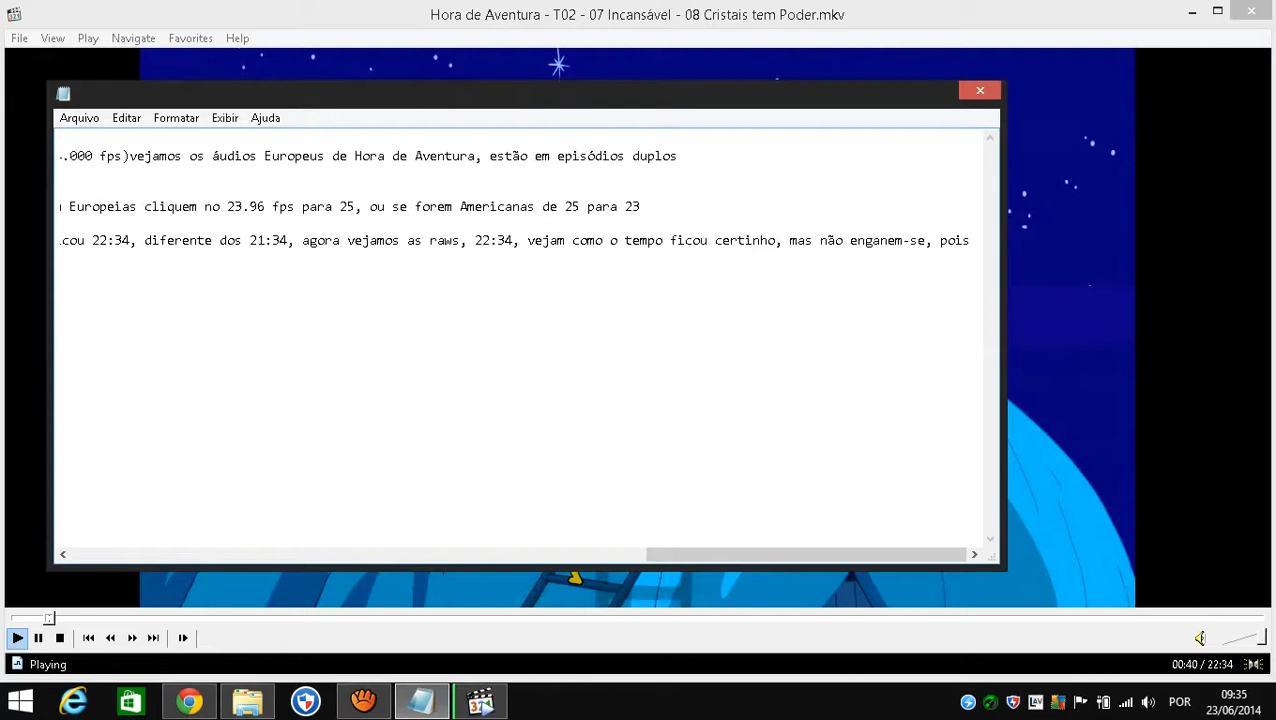 Hora de Aventura - T02 - 07 Incansável - 08 Cristais tem Poder.mkv
File View Play Navigate Favorites Help
Arquivo Editar Formatar Exibir Ajuda
.000 fps)vejamos os áudios Europeus de Hora de Aventura, estão em episódios duplos
Europeias cliquem no 23.96 fps para 25, ou se forem Americanas de 25 para 23
cou 22:34, diferente dos 21:34, agora vejamos as raws, 22:34, vejam como o tempo ficou certinho, mas não enganem-se, pois
Playing
00:40 / 22:34
POR
09:35
23/06/2014